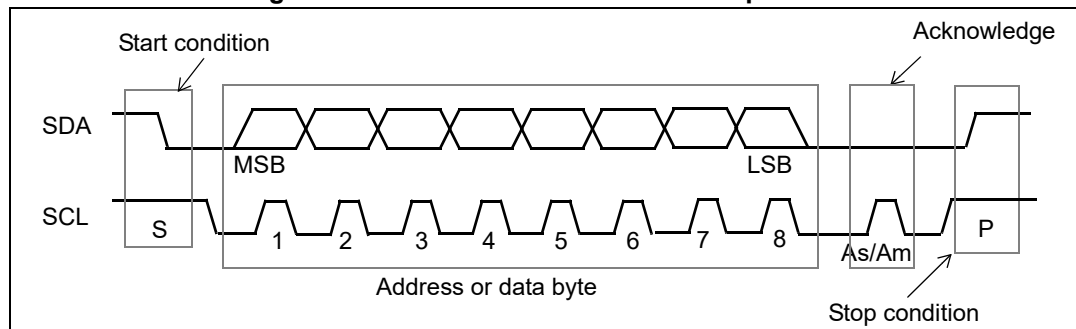 Start condition
Acknowledge
SDA
MSB
LSB
SCL
S
1 2 3 4 5 6 7 8
As/Am
P
Address or data byte
Stop condition